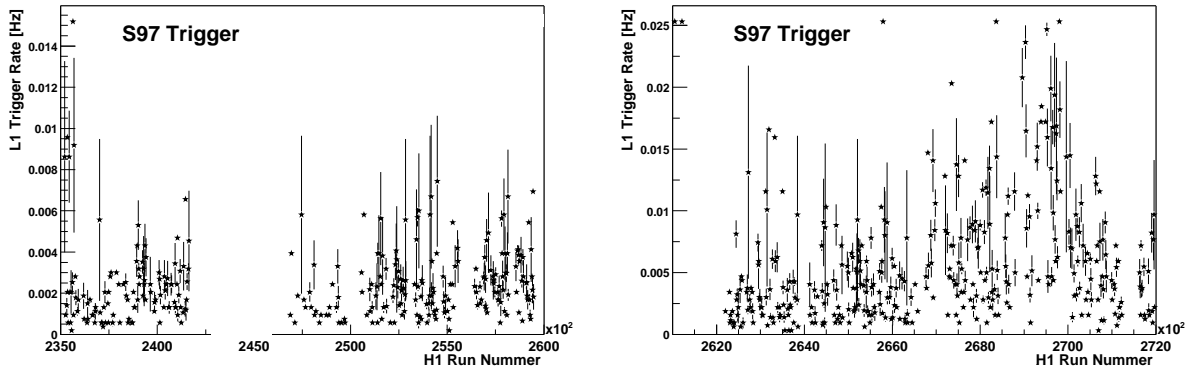 S97 Trigger
L1 Trigger Rate [Hz]
0.014
0.012
0.01
0.008
0.006
0.004
0.002
0
2350 2400 2450 2500 2550 2600
x10²
H1 Run Nummer
S97 Trigger
L1 Trigger Rate [Hz]
0.025
0.02
0.015
0.01
0.005
0
2620 2640 2660 2680 2700 2720
x10²
H1 Run Nummer